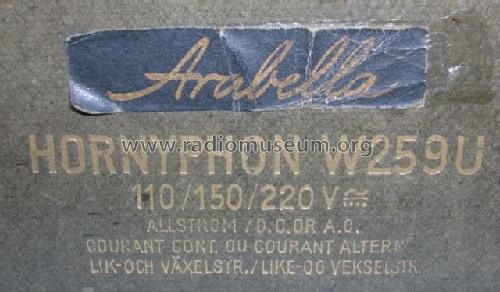 Arabella
www.radiomuseum.org
HORNYPHON W259U
110/150/220 V ≅
ALLSTROM/D.C.OR A.C.
COURANT CONT. OU COURANT ALTERN.
LIK-OCH VÄXELSTR./LIKE-OG VEKSELSTR.